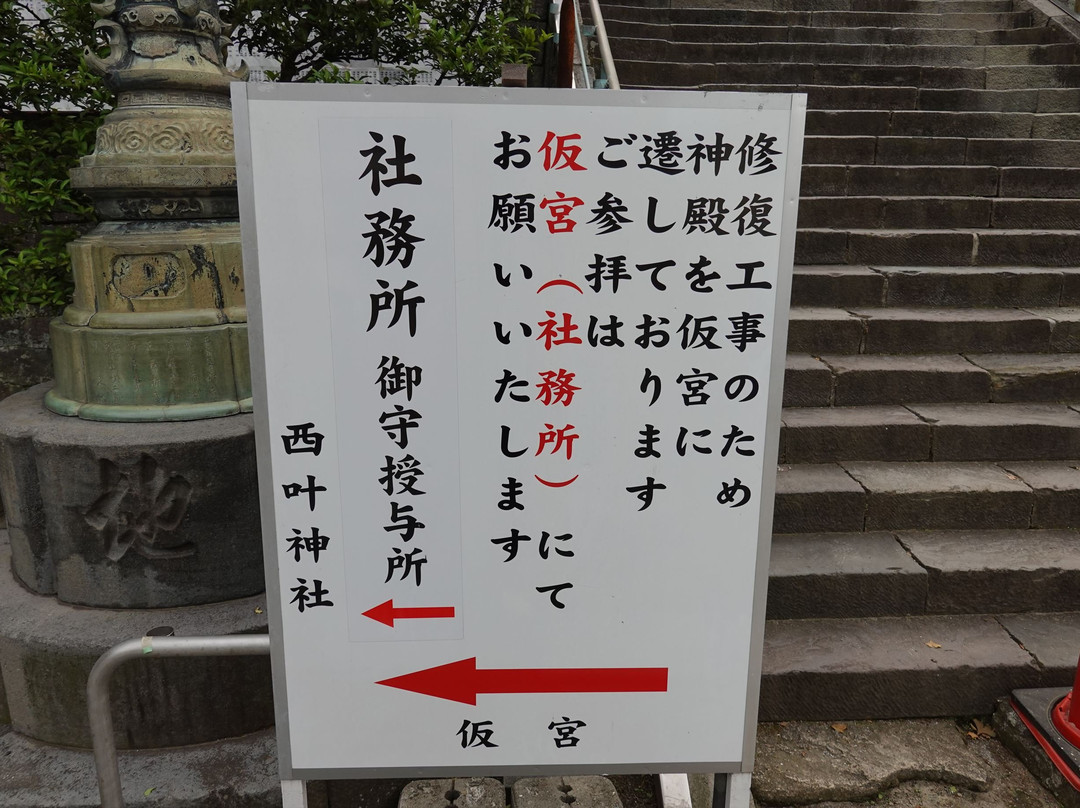 修復工事のため
神殿を仮宮に
遷しております
ご参拝は
仮宮（社務所）にて
お願いいたします
社務所 御守授与所
西叶神社
仮宮